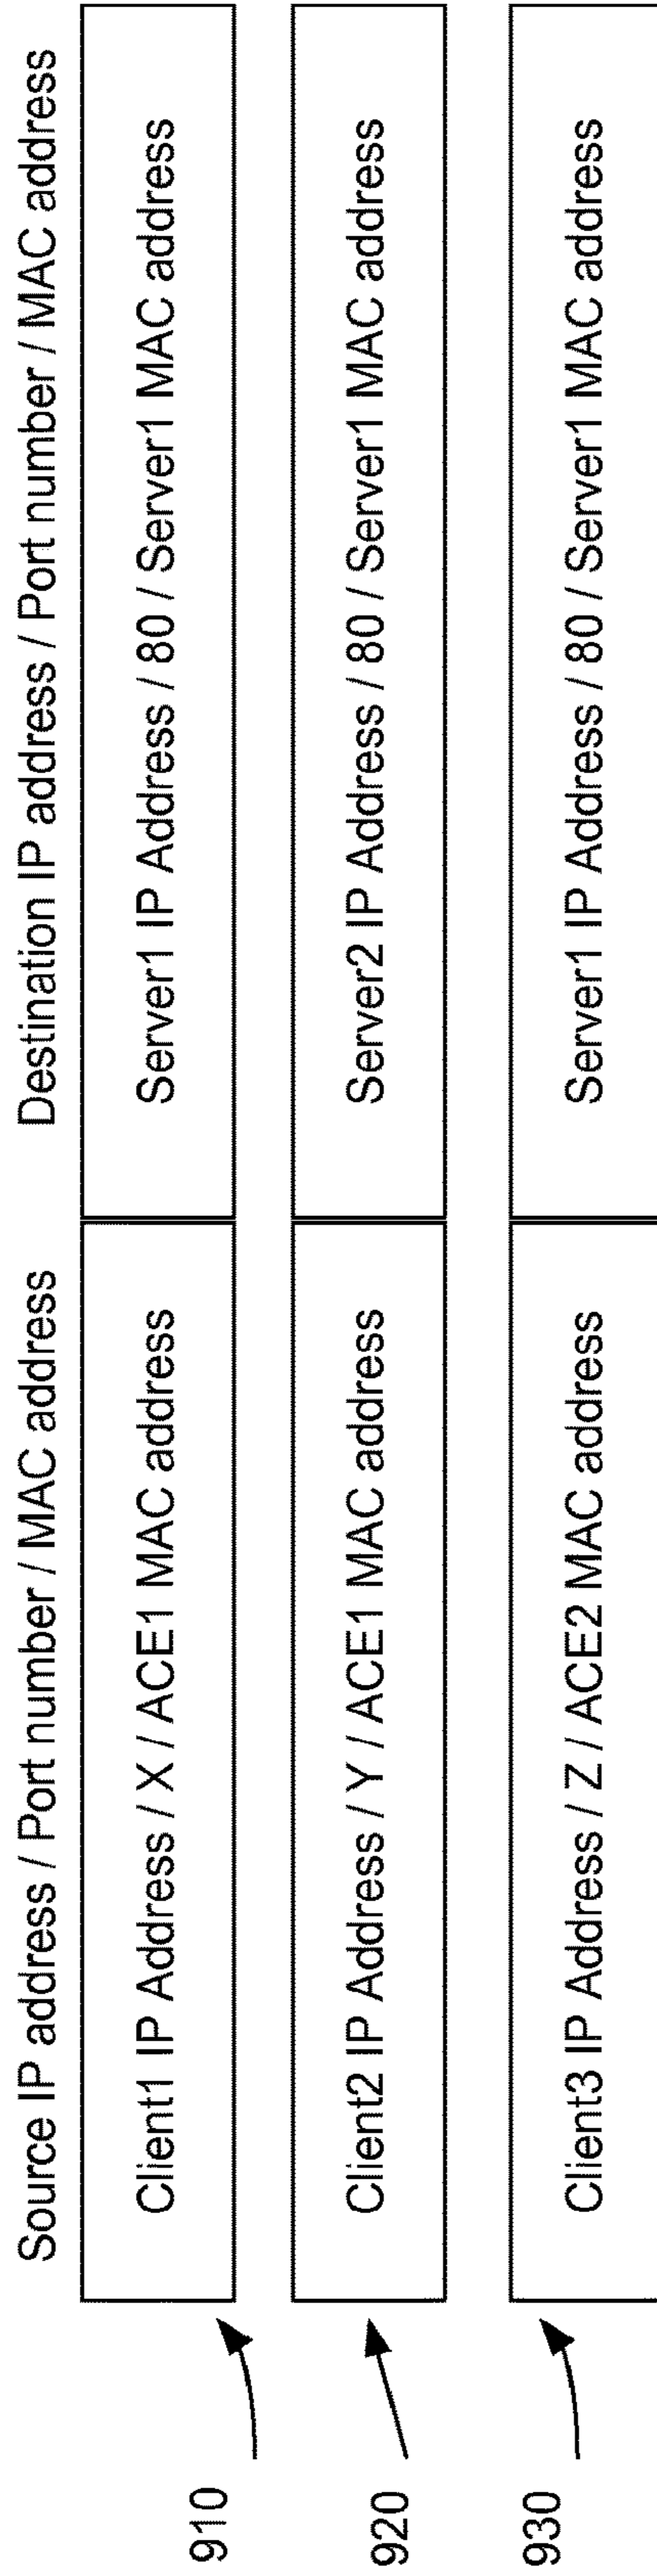 Source IP address / Port number / MAC address
Destination IP address / Port number / MAC address
910
Client1 IP Address / X / ACE1 MAC address
Server1 IP Address / 80 / Server1 MAC address
920
Client2 IP Address / Y / ACE1 MAC address
Server2 IP Address / 80 / Server1 MAC address
930
Client3 IP Address / Z / ACE2 MAC address
Server1 IP Address / 80 / Server1 MAC address